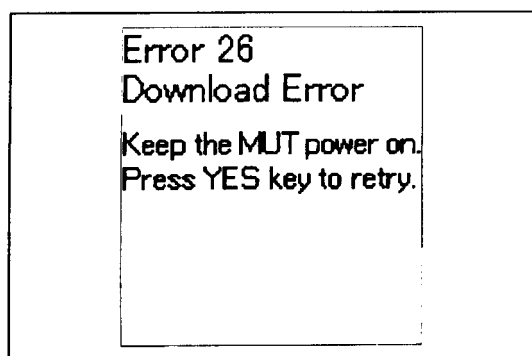 Error 26
Download Error
Keep the MUT power on.
Press YES key to retry.